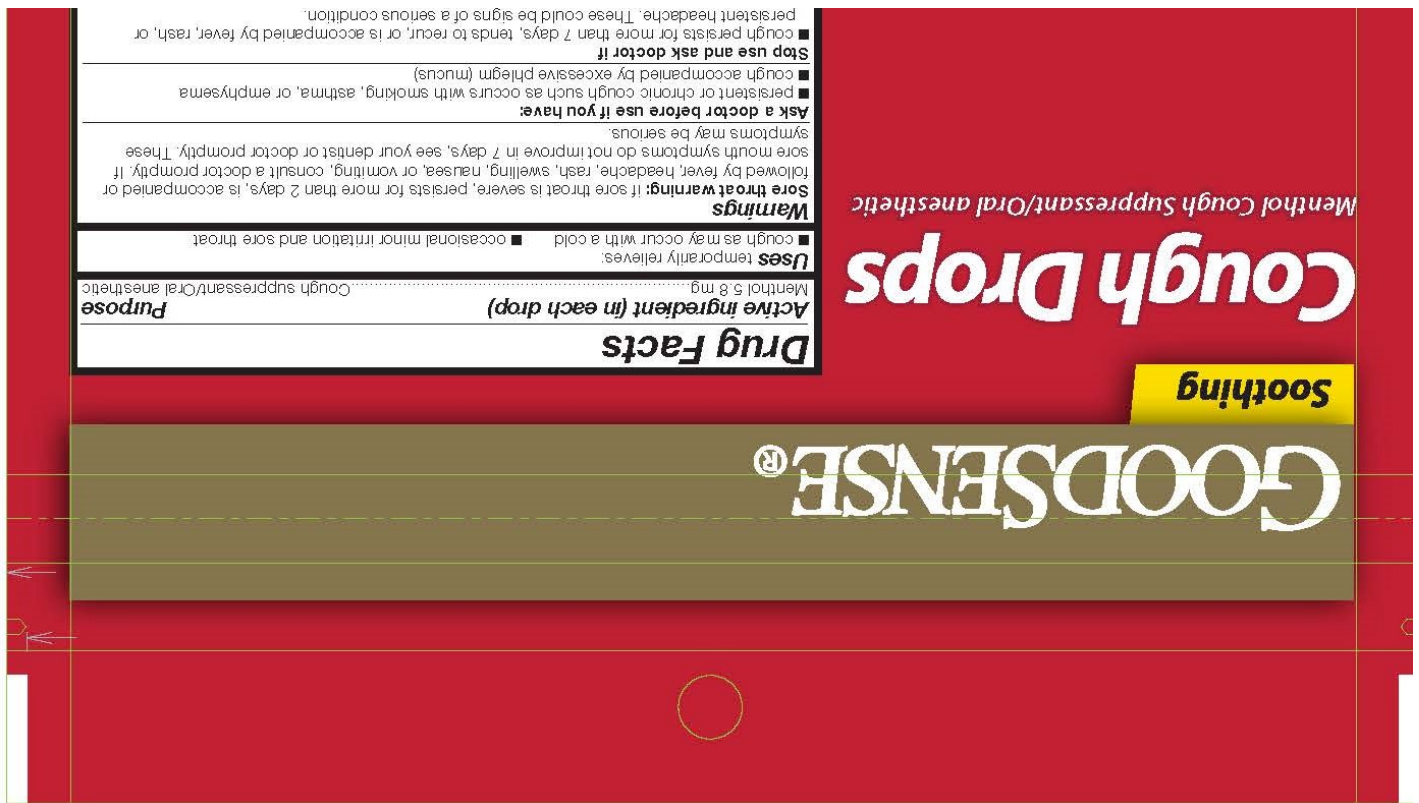 GOODSENSE®
Soothing
Cough Drops
Menthol Cough Suppressant/Oral anesthetic
Drug Facts
Active ingredient (in each drop) Purpose
Menthol 5.8 mg..........................................................Cough suppressant/Oral anesthetic
Uses temporarily relieves:
■ cough as may occur with a cold ■ occasional minor irritation and sore throat
Warnings
Sore throat warning: if sore throat is severe, persists for more than 2 days, is accompanied or
followed by fever, headache, rash, swelling, nausea, or vomiting, consult a doctor promptly. If
sore mouth symptoms do not improve in 7 days, see your dentist or doctor promptly. These
symptoms may be serious.
Ask a doctor before use if you have:
■ persistent or chronic cough such as occurs with smoking, asthma, or emphysema
■ cough accompanied by excessive phlegm (mucus)
Stop use and ask doctor if
■ cough persists for more than 7 days, tends to recur, or is accompanied by fever, rash, or
persistent headache. These could be signs of a serious condition.